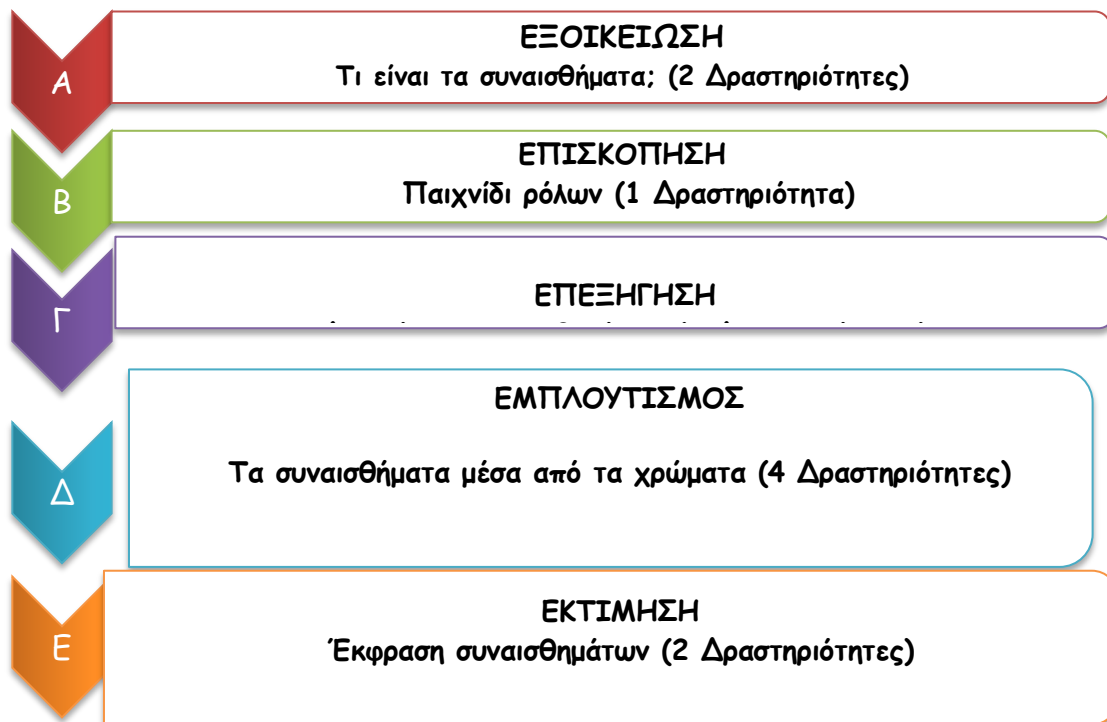 Α
ΕΞΟΙΚΕΙΩΣΗ
Τι είναι τα συναισθήματα; (2 Δραστηριότητες)
Β
ΕΠΙΣΚΟΠΗΣΗ
Παιχνίδι ρόλων (1 Δραστηριότητα)
Γ
ΕΠΕΞΗΓΗΣΗ
Δ
ΕΜΠΛΟΥΤΙΣΜΟΣ
Τα συναισθήματα μέσα από τα χρώματα (4 Δραστηριότητες)
Ε
ΕΚΤΙΜΗΣΗ
Έκφραση συναισθημάτων (2 Δραστηριότητες)